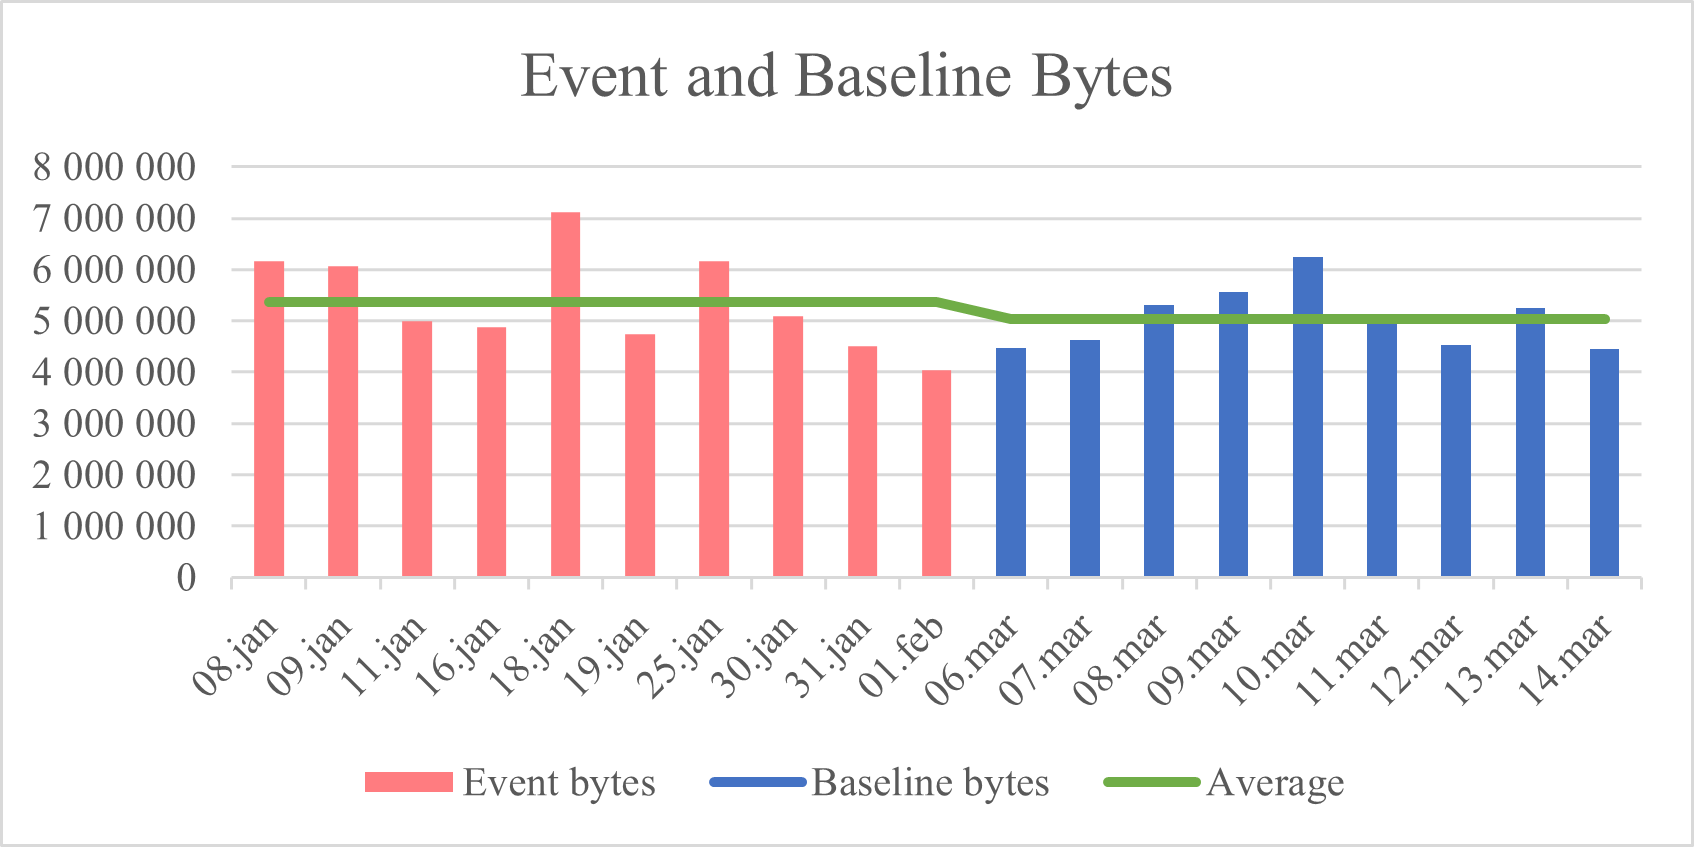 Event and Baseline Bytes
8 000 000
7 000 000
6 000 000
5 000 000
4 000 000
3 000 000
2 000 000
1 000 000
0
08.jan
09.jan
11.jan
16.jan
18.jan
19.jan
25.jan
30.jan
31.jan
01.feb
06.mar
07.mar
08.mar
09.mar
10.mar
11.mar
12.mar
13.mar
14.mar
Event bytes
Baseline bytes
Average